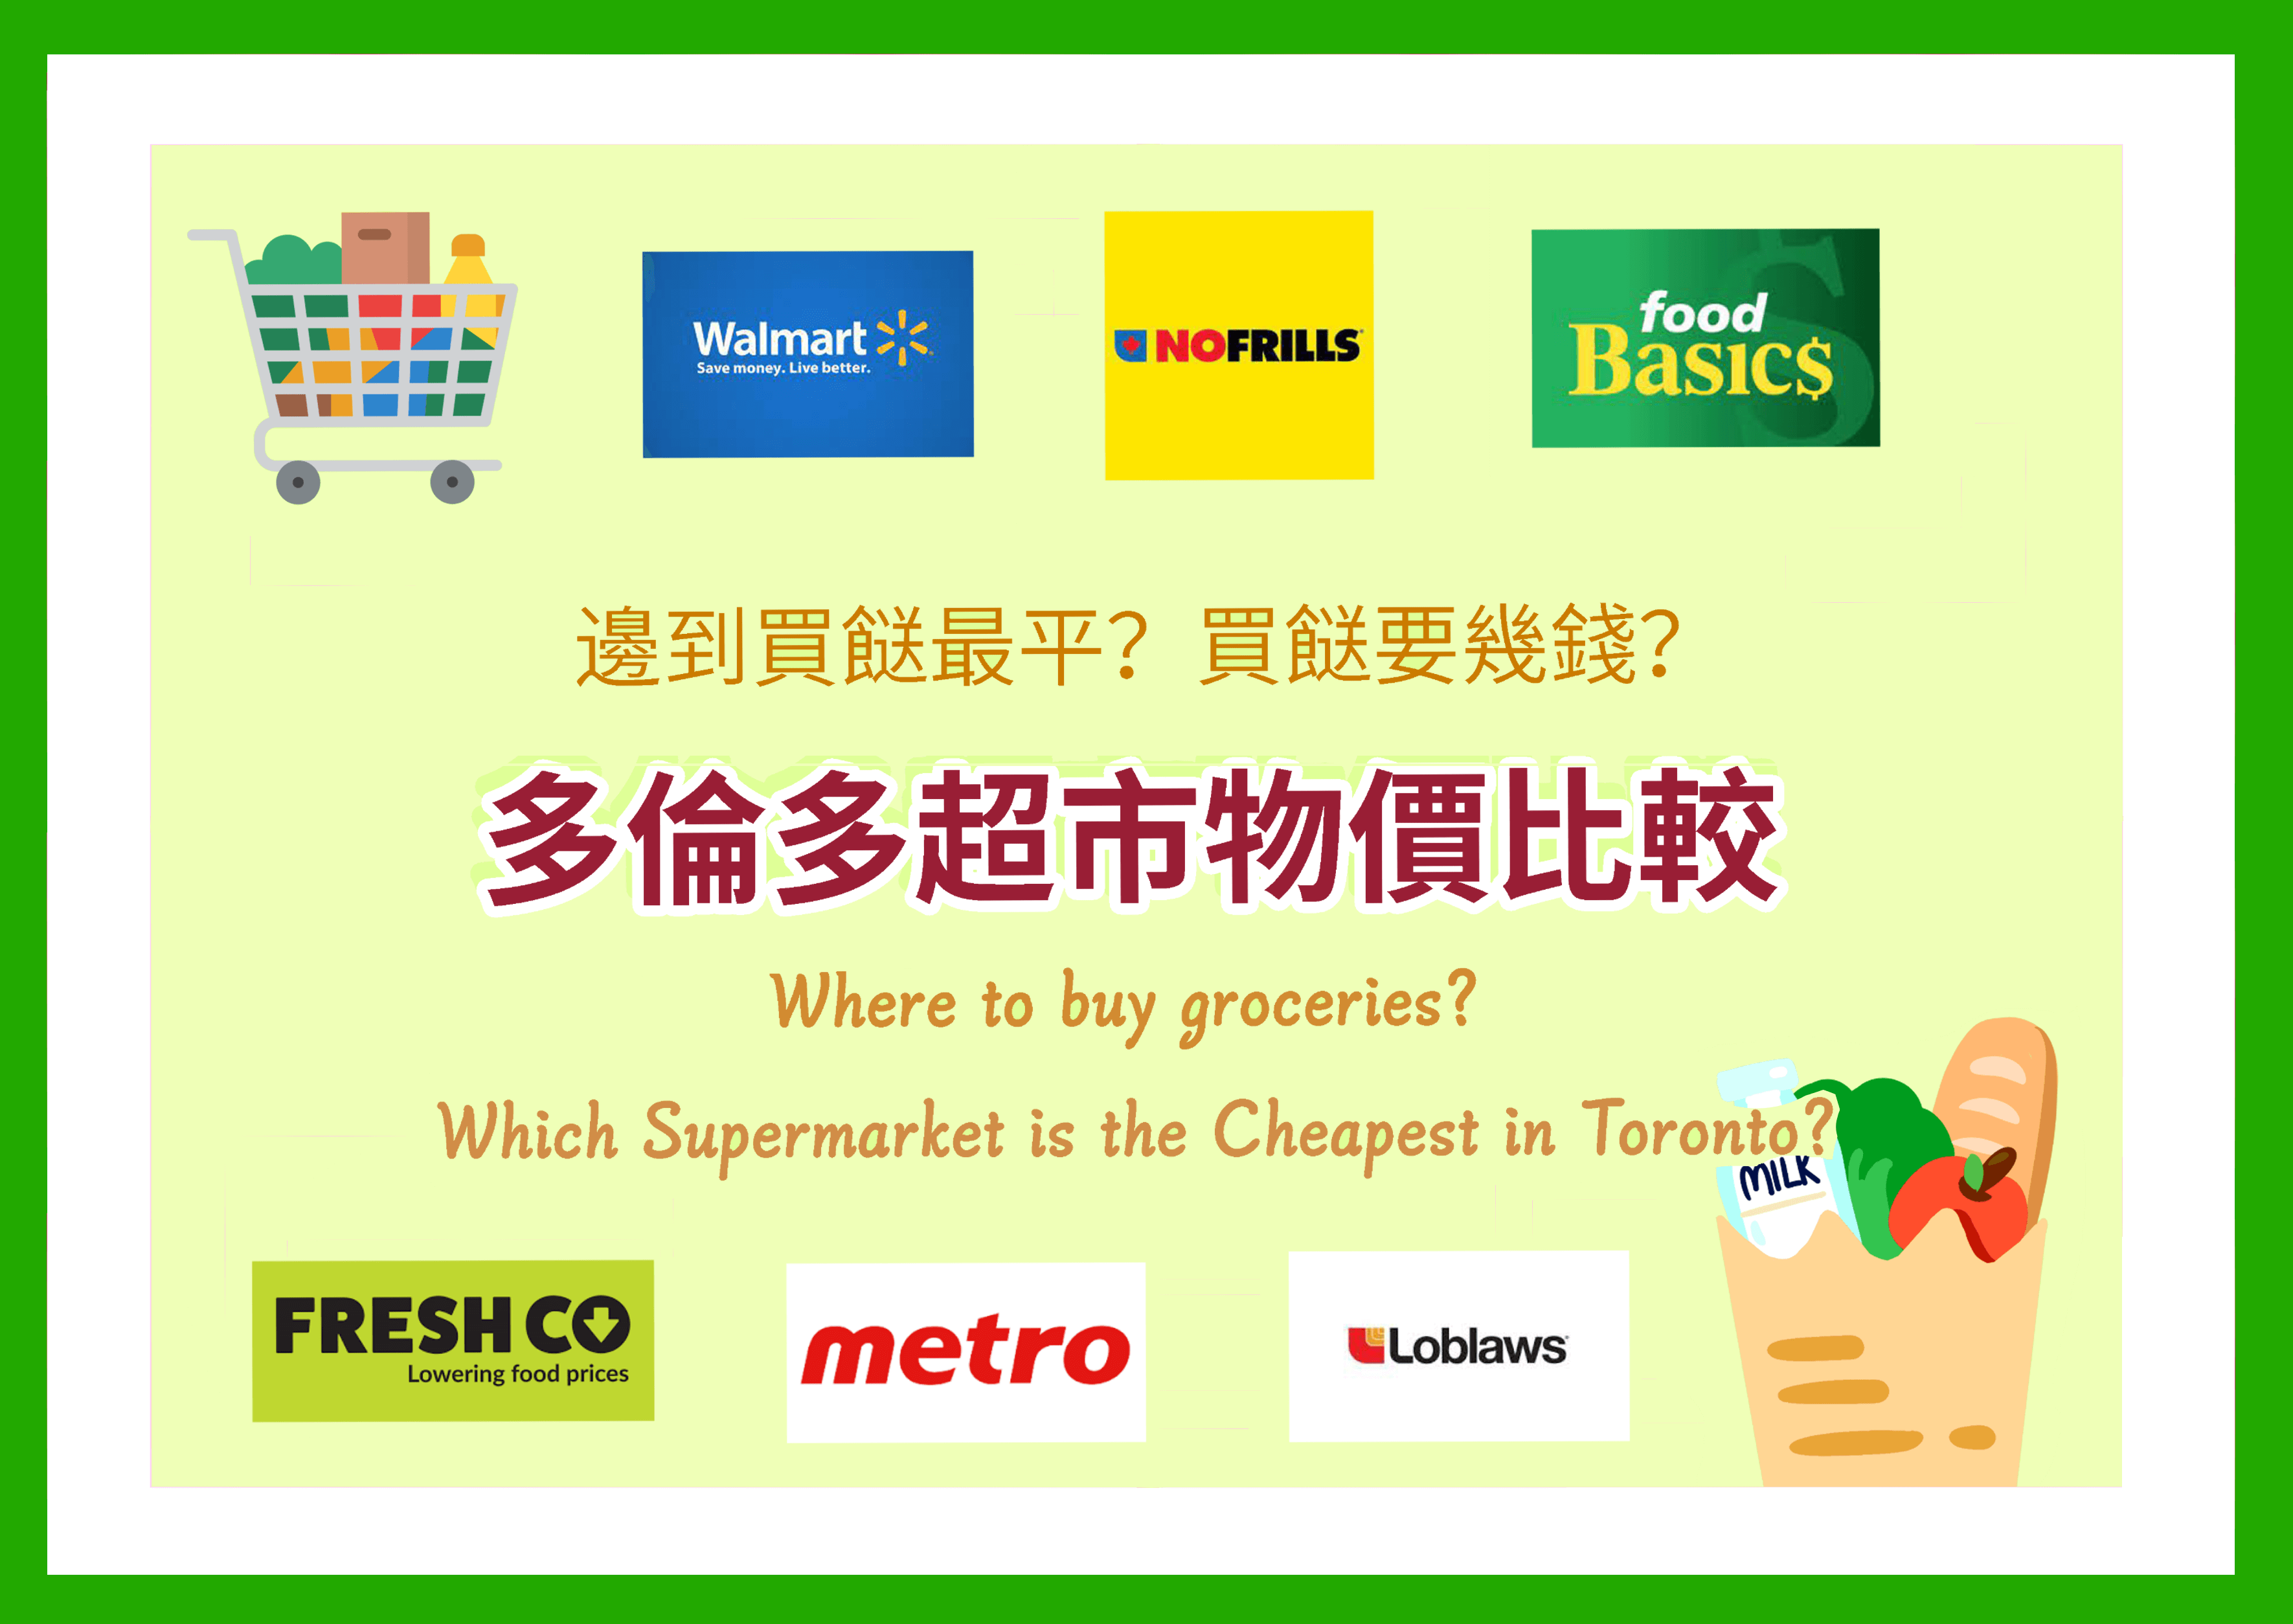 Walmart
Save money. Live better.
NOFRILLS
food
Basic$
邊到買餸最平？ 買餸要幾錢？
多倫多超市物價比較
Where to buy groceries?
Which Supermarket is the Cheapest in Toronto?
MILK
FRESHCO
Lowering food prices
metro
Loblaws